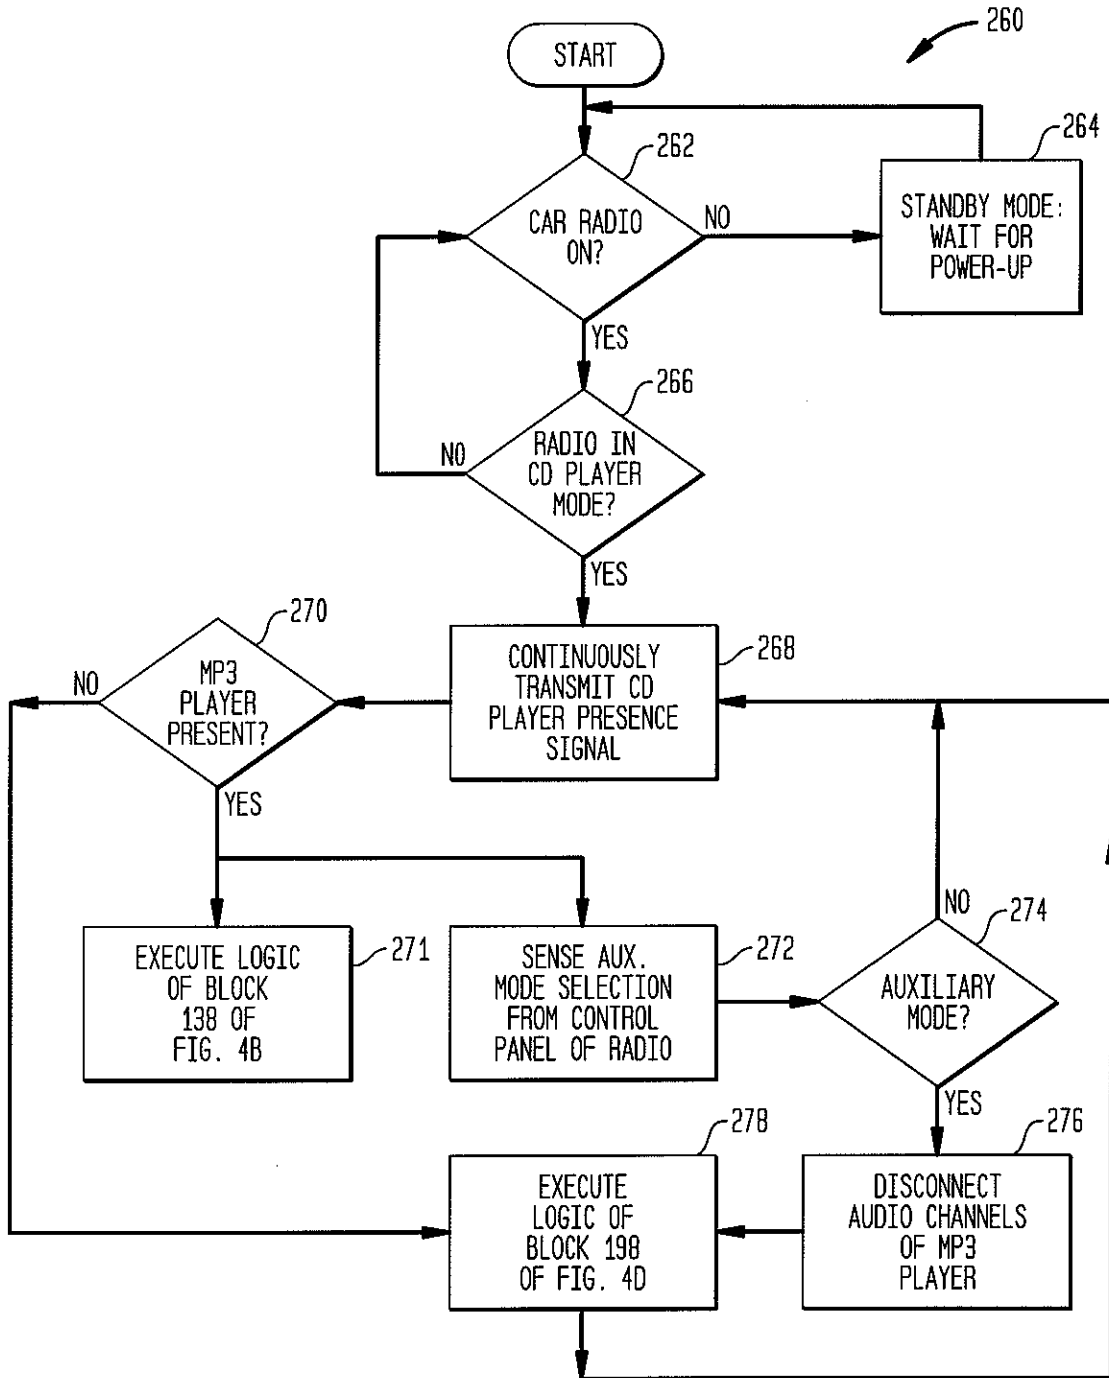 260
START
262
CAR RADIO
ON?
NO
264
STANDBY MODE:
WAIT FOR
POWER-UP
YES
266
RADIO IN
CD PLAYER
MODE?
NO
YES
270
MP3
PLAYER
PRESENT?
NO
YES
268
CONTINUOUSLY
TRANSMIT CD
PLAYER PRESENCE
SIGNAL
271
EXECUTE LOGIC
OF BLOCK
138 OF
FIG. 4B
272
SENSE AUX.
MODE SELECTION
FROM CONTROL
PANEL OF RADIO
NO
274
AUXILIARY
MODE?
YES
278
EXECUTE
LOGIC OF
BLOCK 198
OF FIG. 4D
276
DISCONNECT
AUDIO CHANNELS
OF MP3
PLAYER